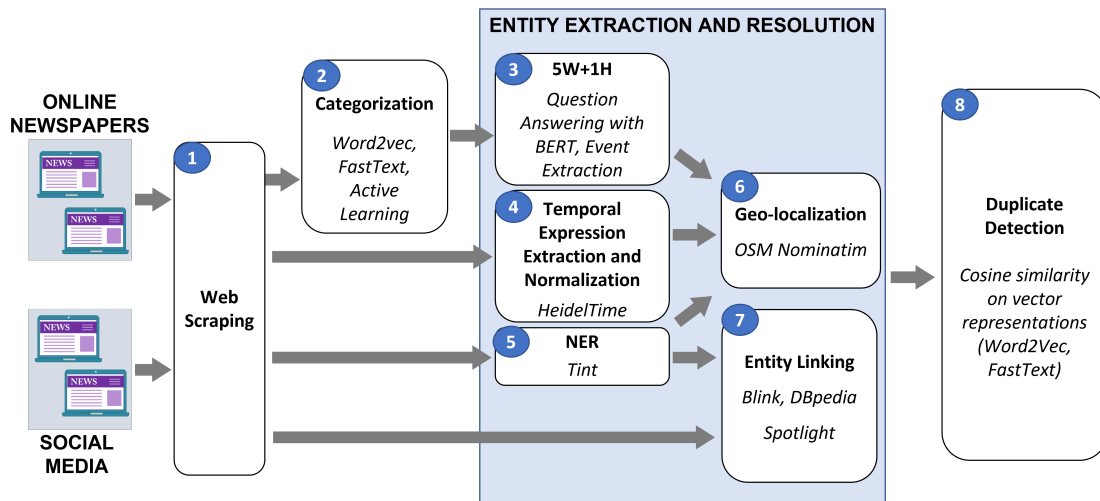 ENTITY EXTRACTION AND RESOLUTION
ONLINE
NEWSPAPERS
NEWS
NEWS
NEWS
NEWS
SOCIAL
MEDIA
1
Web
Scraping
2
Categorization
Word2vec,
FastText,
Active
Learning
3
5W+1H
Question
Answering with
BERT, Event
Extraction
4
Temporal
Expression
Extraction and
Normalization
HeidelTime
5
NER
Tint
6
Geo-localization
OSM Nominatim
7
Entity Linking
Blink, DBpedia
Spotlight
8
Duplicate
Detection
Cosine similarity
on vector
representations
(Word2Vec,
FastText)